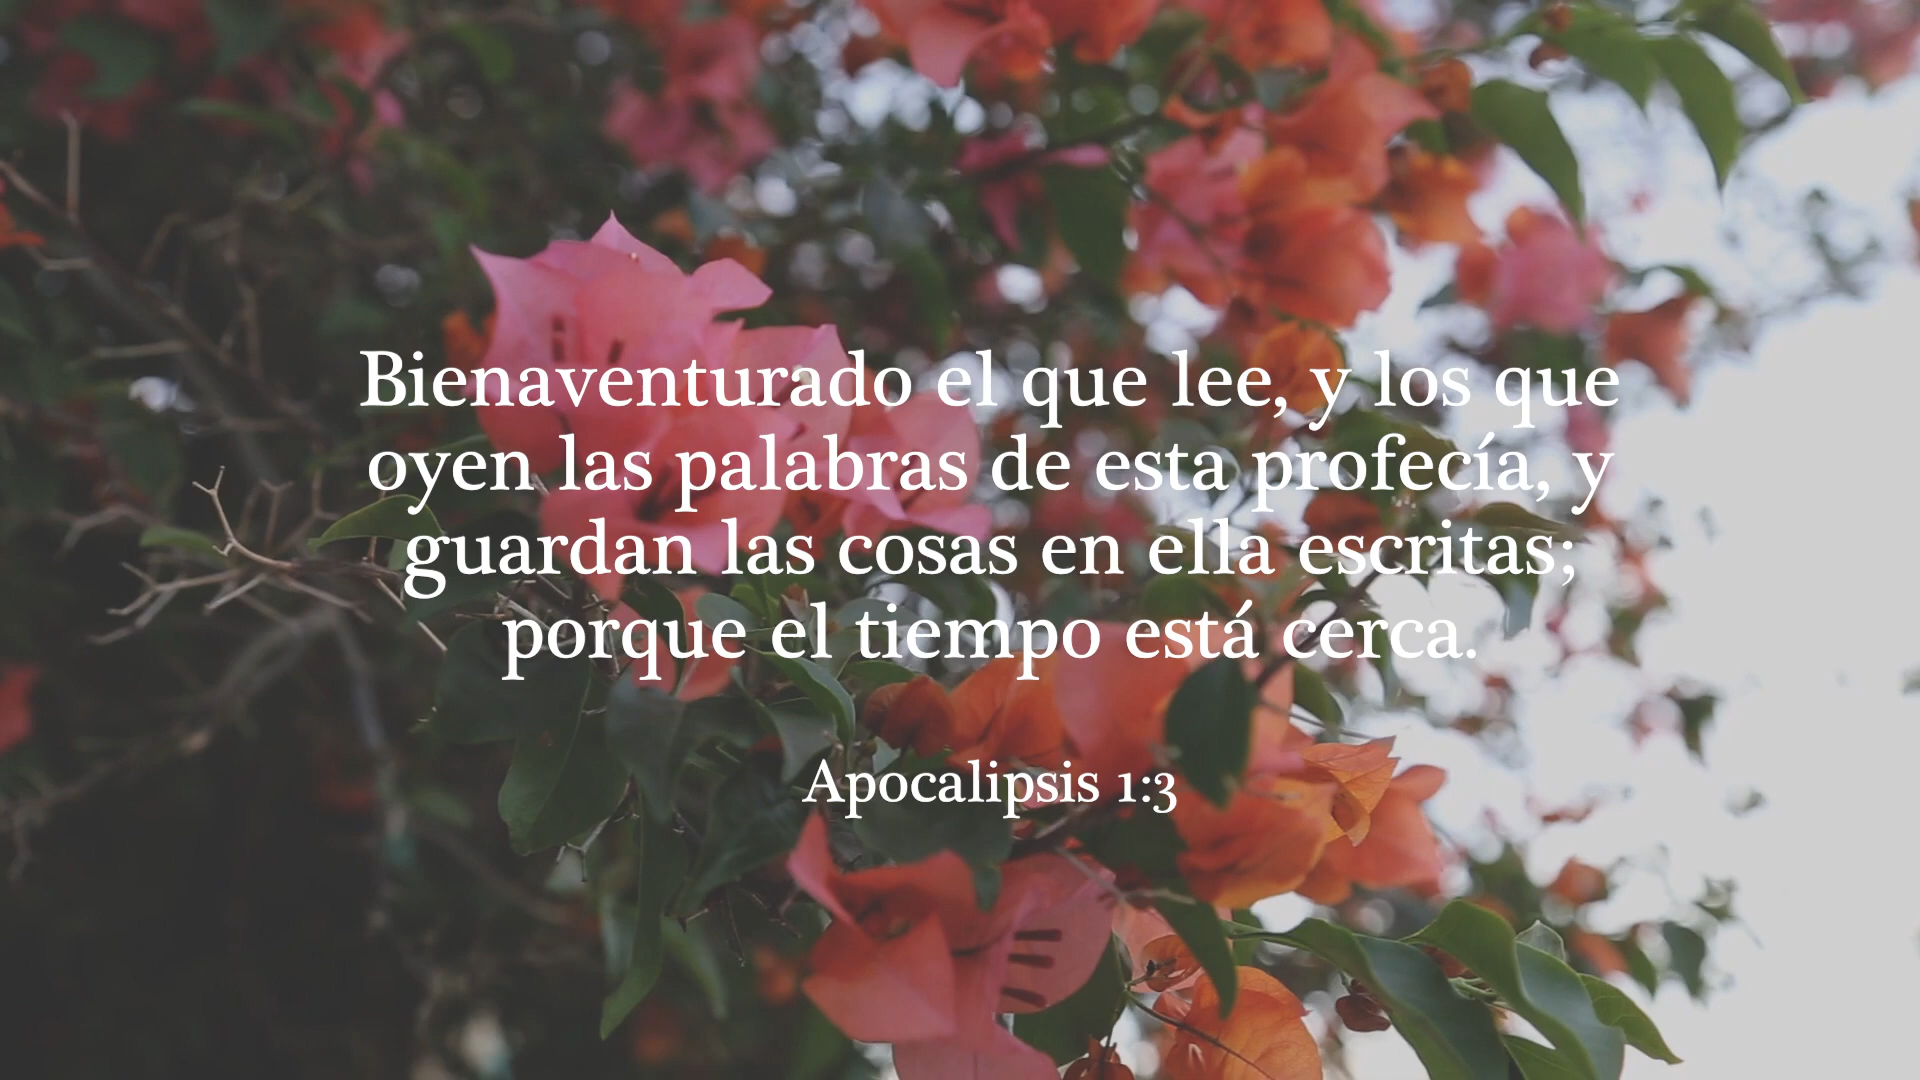 Bienaventurado el que lee, y los que
oyen las palabras de esta profecía, y
guardan las cosas en ella escritas;
porque el tiempo está cerca.
Apocalipsis 1:3